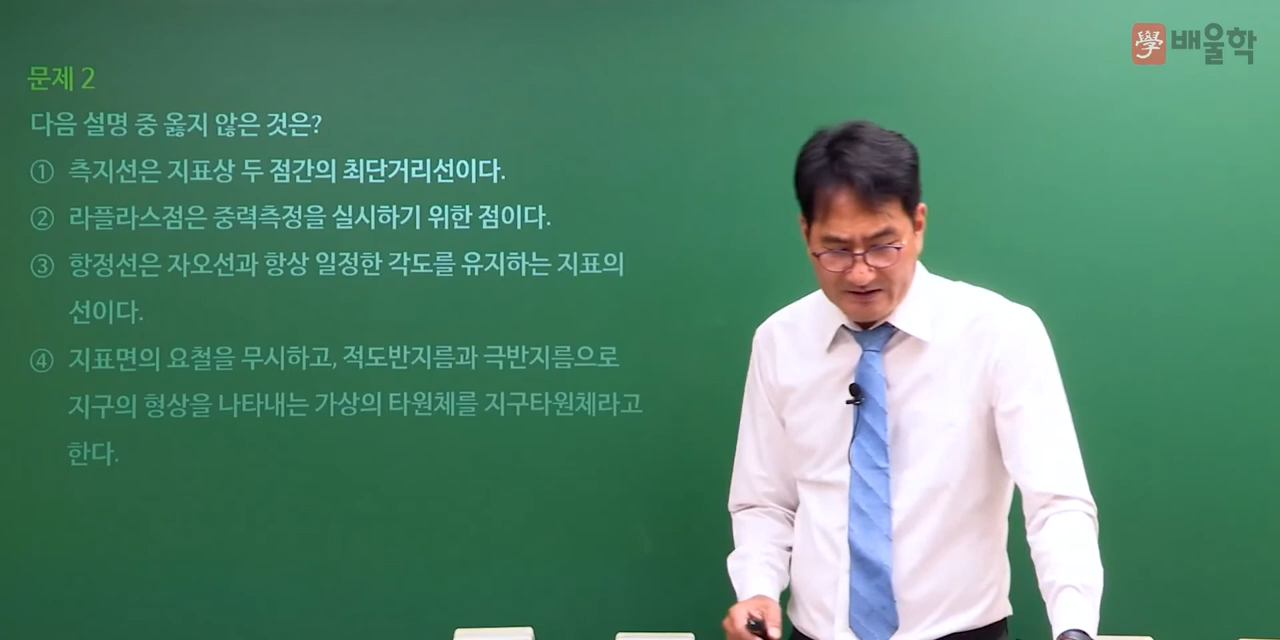 學 배울학
문제 2
다음 설명 중 옳지 않은 것은?
① 측지선은 지표상 두 점간의 최단거리선이다.
② 라플라스점은 중력측정을 실시하기 위한 점이다.
③ 항정선은 자오선과 항상 일정한 각도를 유지하는 지표의
선이다.
④ 지표면의 요철을 무시하고, 적도반지름과 극반지름으로
지구의 형상을 나타내는 가상의 타원체를 지구타원체라고
한다.